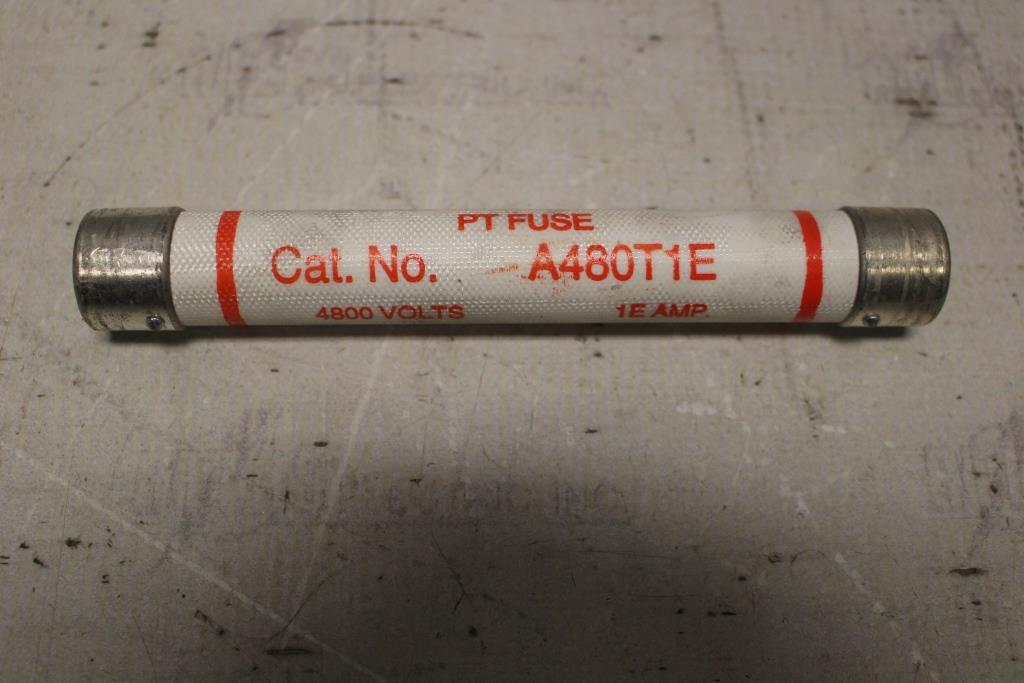 PT FUSE
Cat. No. A480T1E
4800 VOLTS 1E AMP.